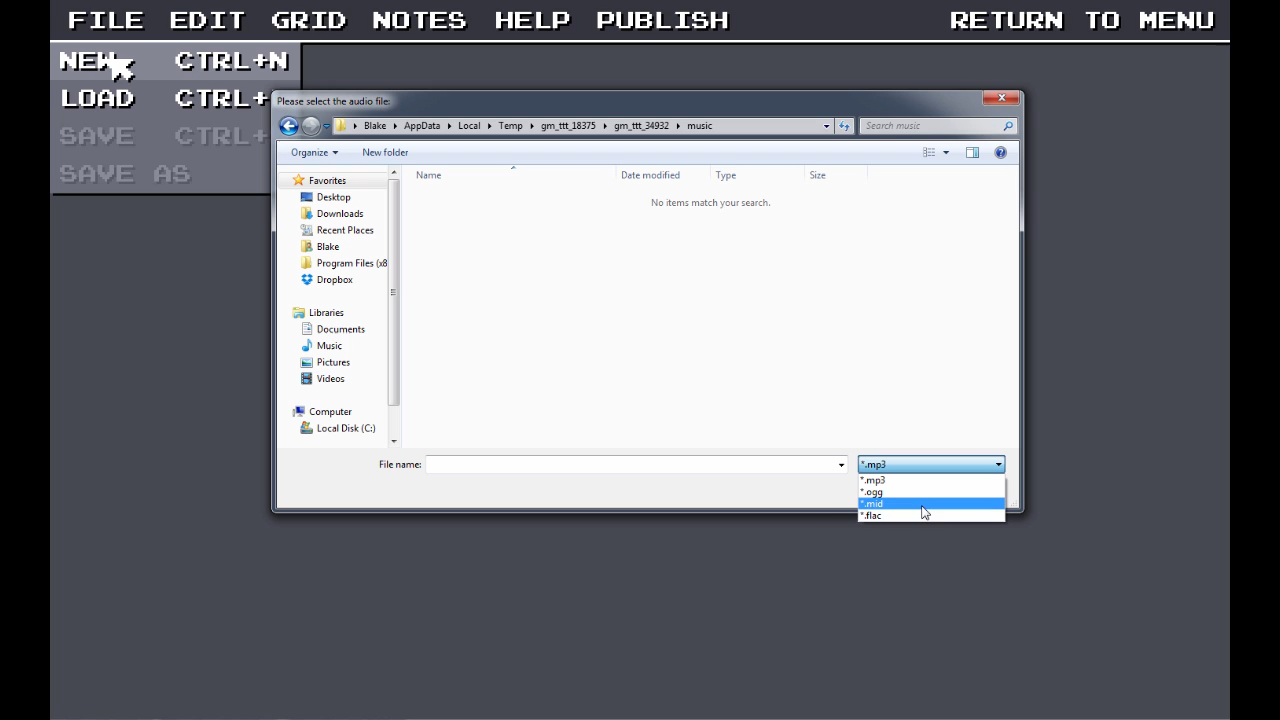 FILE EDIT GRID NOTES HELP PUBLISH RETURN TO MENU
NEW CTRL+N
LOAD CTRL+
SAVE CTRL+
SAVE AS
Please select the audio file:
Blake AppData Local Temp gm_ttt_18375 gm_ttt_34932 music Search music
Organize New folder
Name Date modified Type Size
No items match your search.
Favorites
Desktop
Downloads
Recent Places
Blake
Program Files (x8
Dropbox
Libraries
Documents
Music
Pictures
Videos
Computer
Local Disk (C:)
File name: *.mp3
*.mp3
*.ogg
*.mid
*.flac